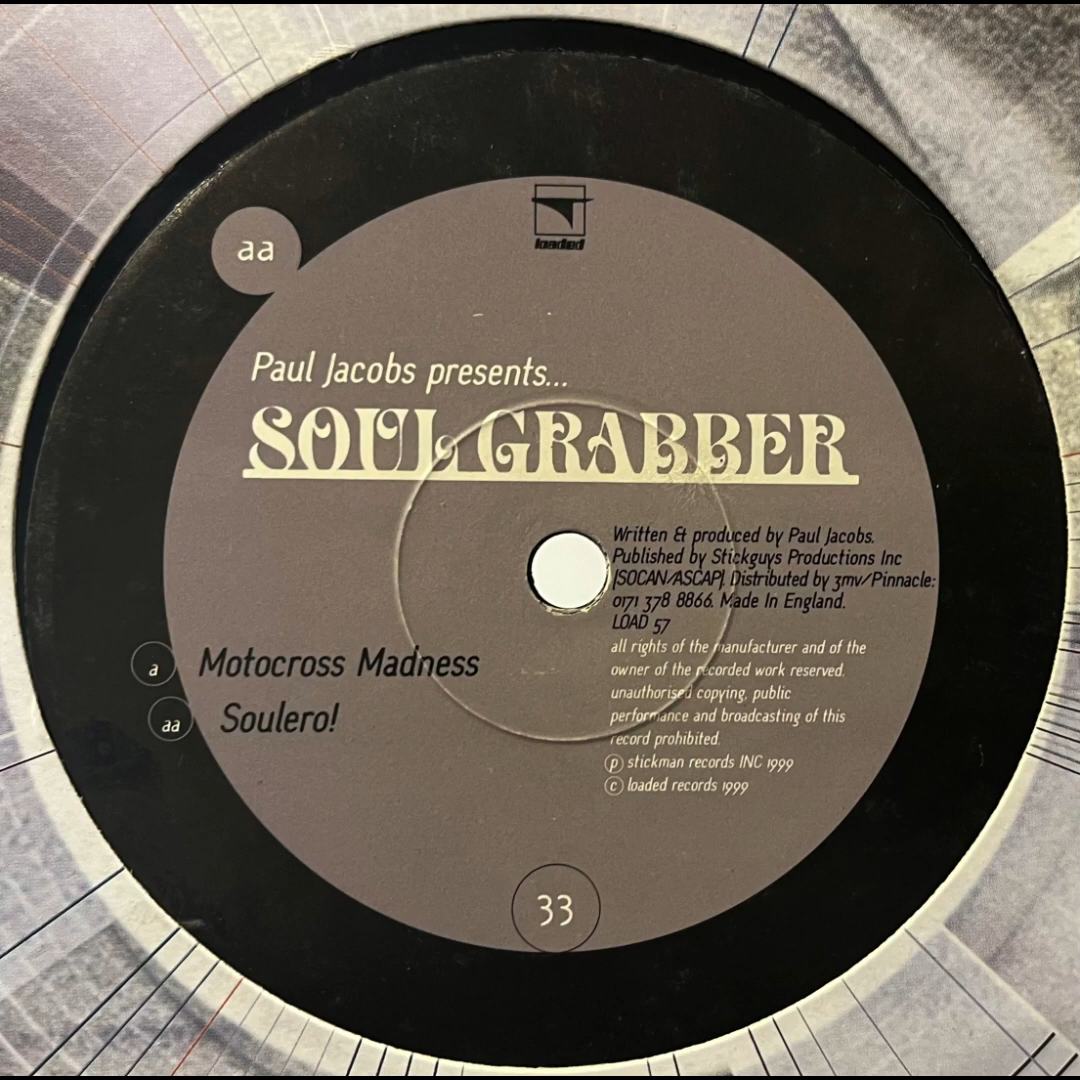 loaded
aa
Paul Jacobs presents...
SOUL GRABBER
Written & produced by Paul Jacobs.
Published by Stickguys Productions Inc
(SOCAN/ASCAP). Distributed by 3mv/Pinnacle:
0171 378 8866. Made In England.
LOAD 57
all rights of the manufacturer and of the
owner of the recorded work reserved.
unauthorised copying, public
performance and broadcasting of this
record prohibited.
p stickman records INC 1999
c loaded records 1999
a Motocross Madness
aa Soulero!
33